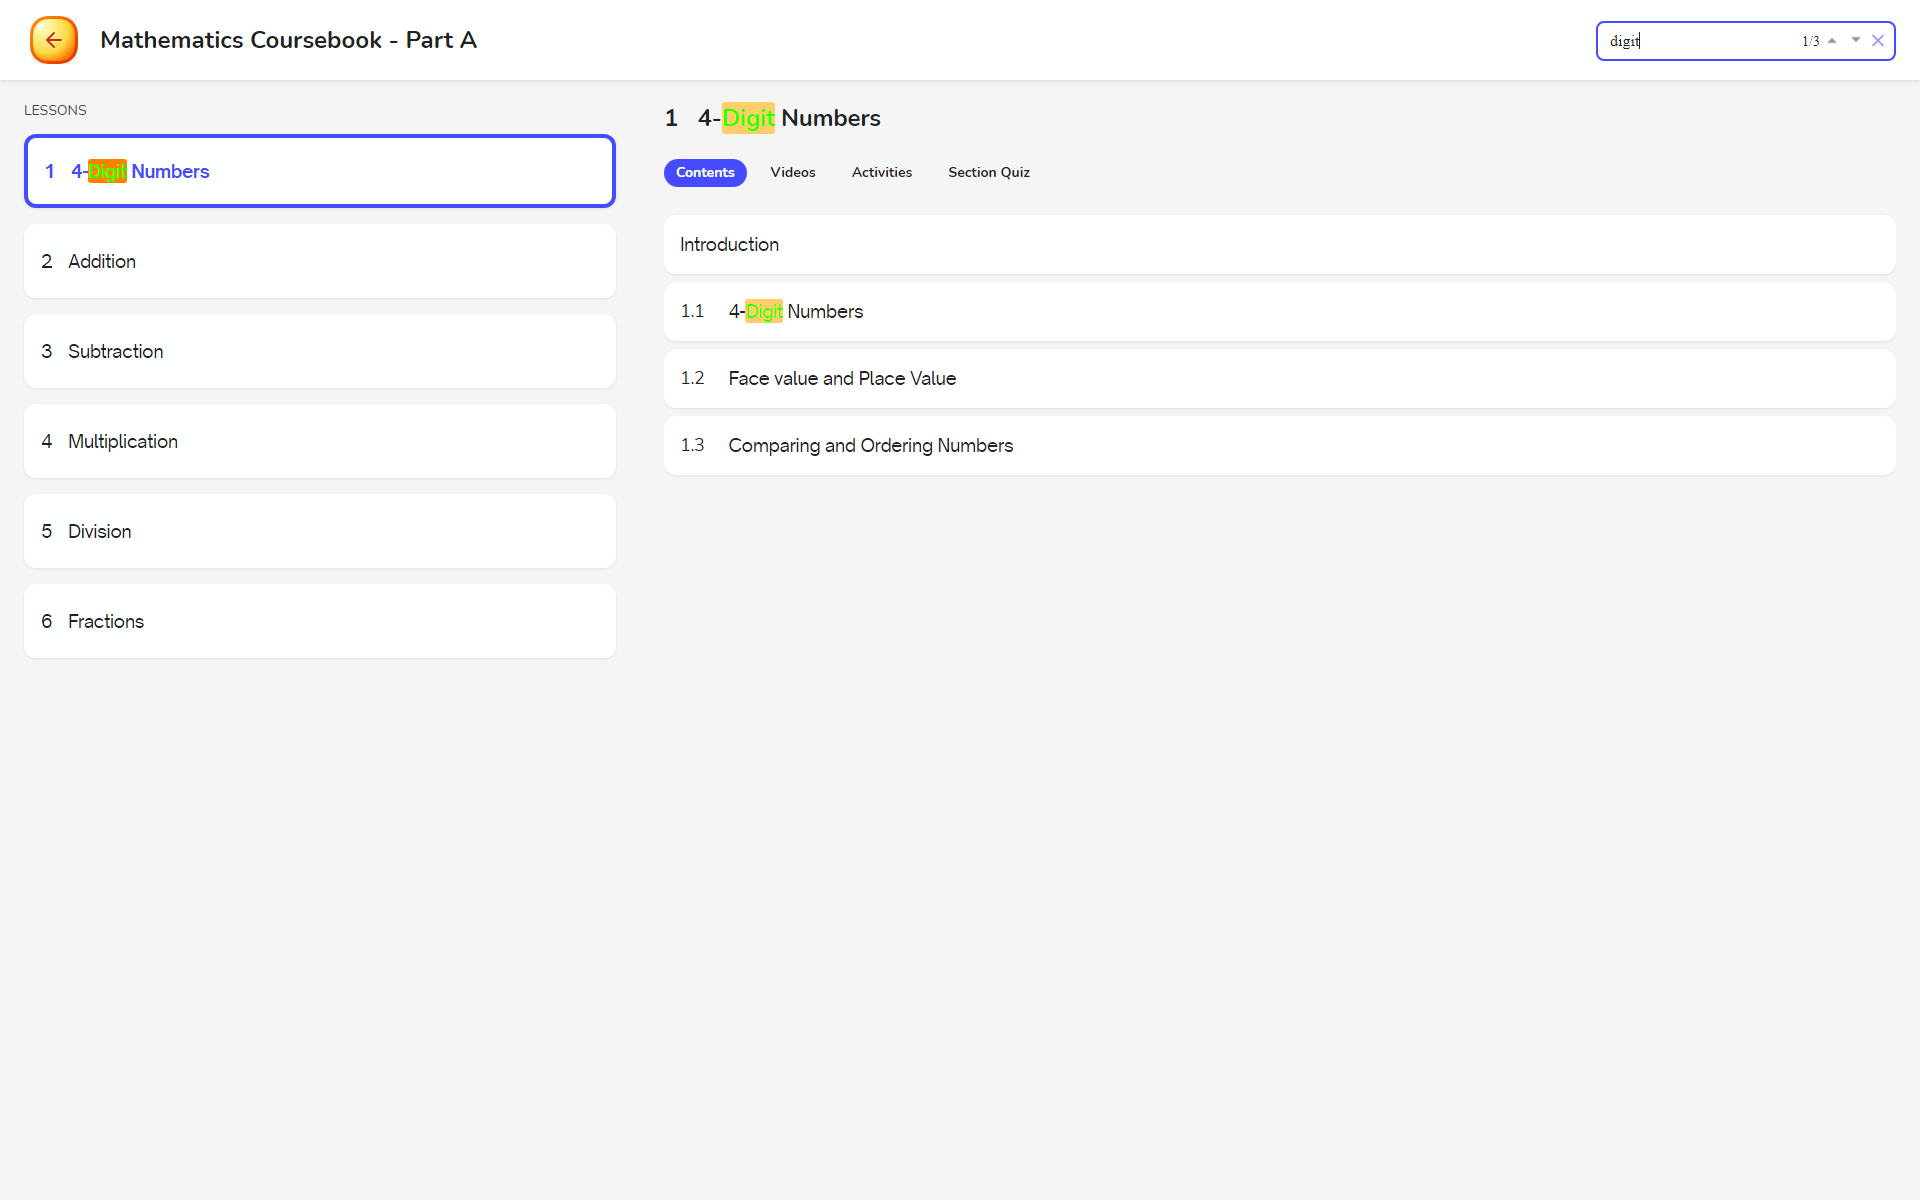 Mathematics Coursebook - Part A
digit 1/3
LESSONS
1 4-Digit Numbers
2 Addition
3 Subtraction
4 Multiplication
5 Division
6 Fractions
1 4-Digit Numbers
Contents Videos Activities Section Quiz
Introduction
1.1 4-Digit Numbers
1.2 Face value and Place Value
1.3 Comparing and Ordering Numbers